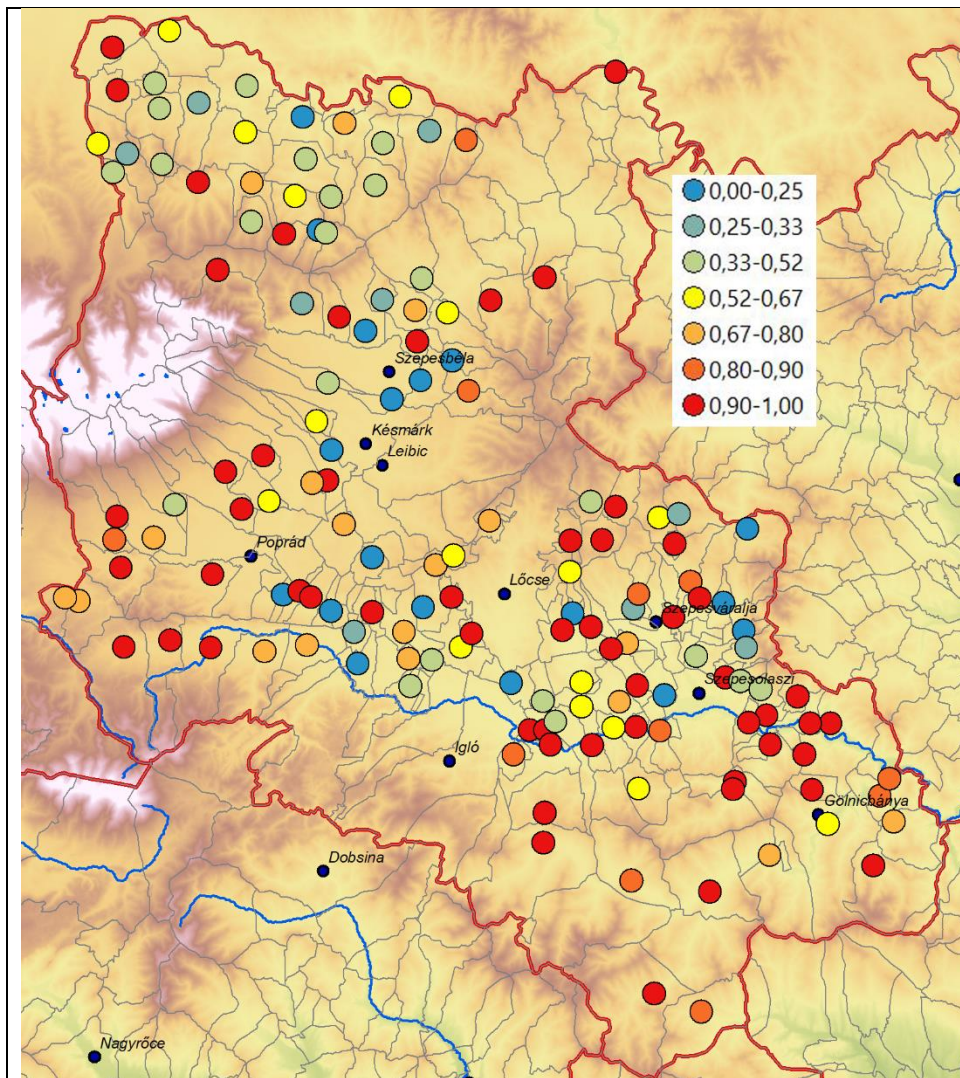 0,00-0,25
0,25-0,33
0,33-0,52
0,52-0,67
0,67-0,80
0,80-0,90
0,90-1,00
Szepesbéla
Késmárk
Leibic
Poprád
Lőcse
Szepesváralja
Szepesolaszi
Igló
Gölnicbánya
Dobsina
Nagyrőce